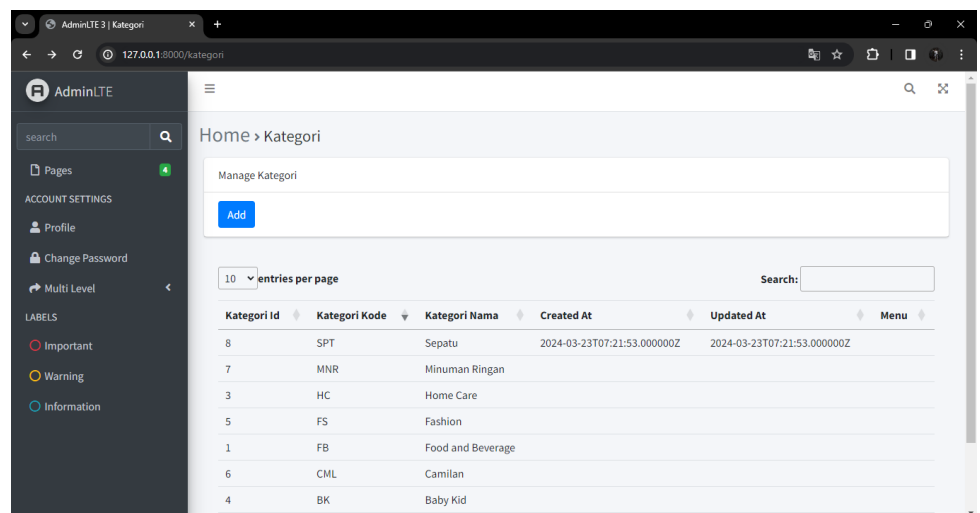 AdminLTE 3 | Kategori
127.0.0.1:8000/kategori
AdminLTE
search
Pages
4
ACCOUNT SETTINGS
Profile
Change Password
Multi Level
LABELS
Important
Warning
Information
Home › Kategori
Manage Kategori
Add
10 entries per page
Search:
Kategori Id Kategori Kode Kategori Nama Created At Updated At Menu
8 SPT Sepatu 2024-03-23T07:21:53.000000Z 2024-03-23T07:21:53.000000Z
7 MNR Minuman Ringan
3 HC Home Care
5 FS Fashion
1 FB Food and Beverage
6 CML Camilan
4 BK Baby Kid